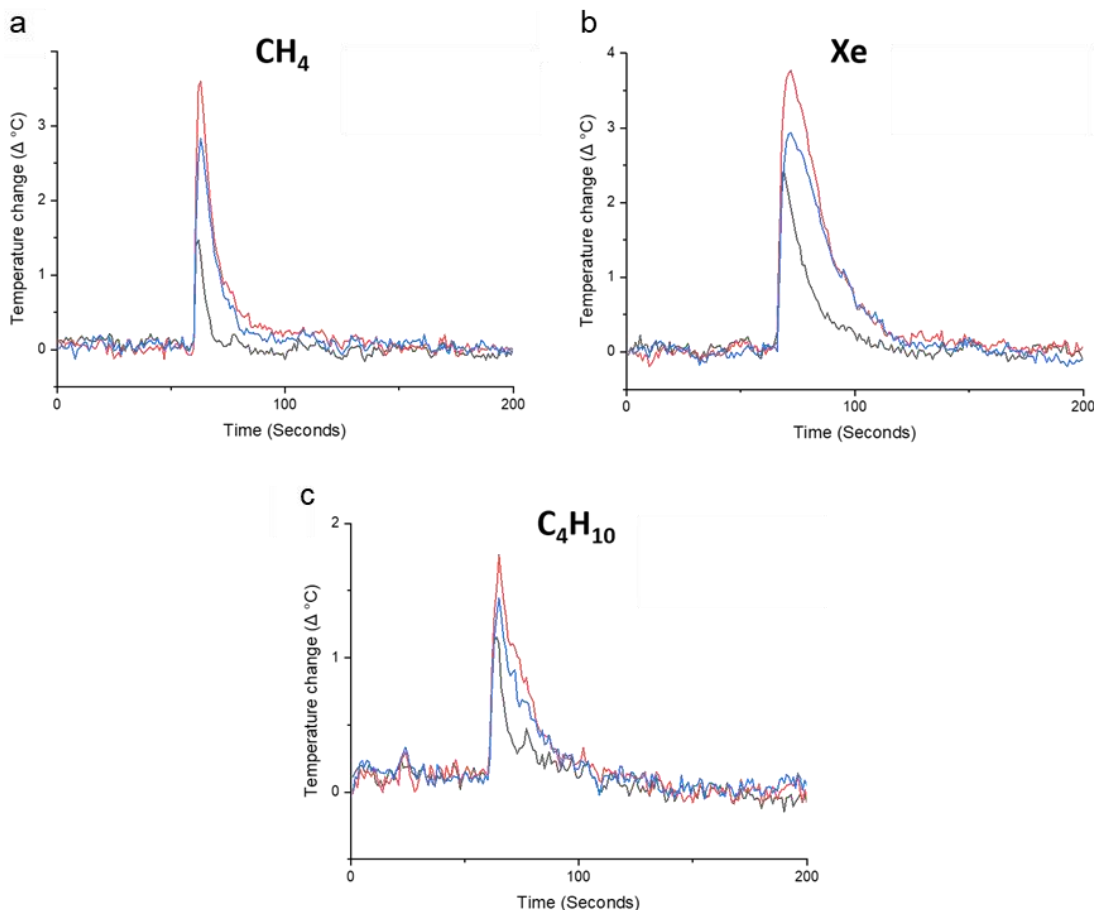 a
CH₄
Temperature change (Δ °C)
3
2
1
0
0
100
200
Time (Seconds)
b
Xe
Temperature change (Δ °C)
4
3
2
1
0
0
100
200
Time (Seconds)
c
C₄H₁₀
Temperature change (Δ °C)
2
1
0
0
100
200
Time (Seconds)